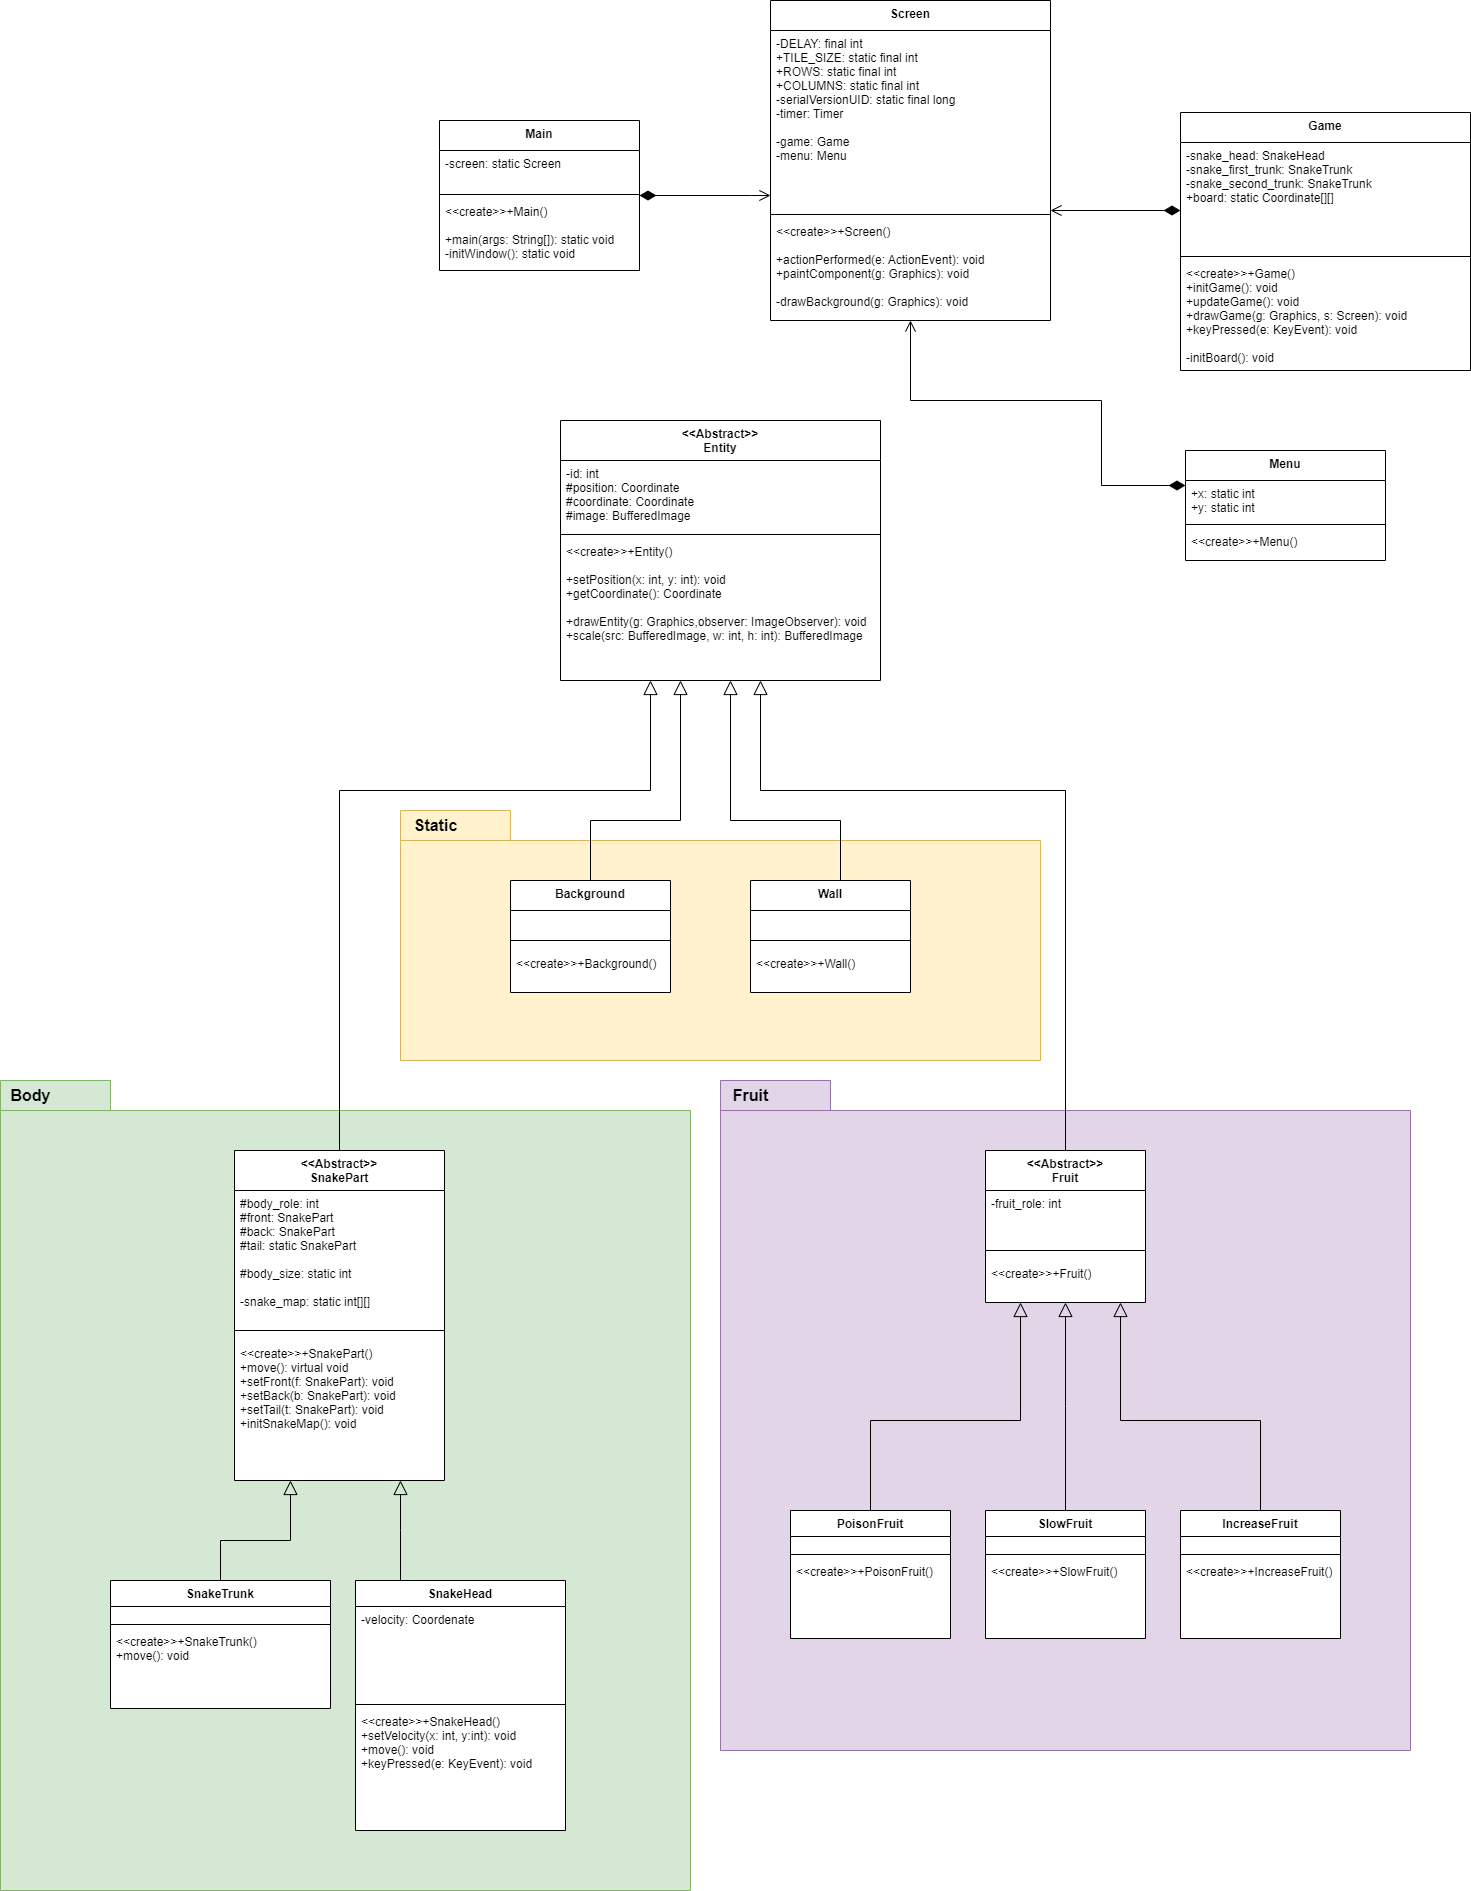 Screen
-DELAY: final int
+TILE_SIZE: static final int
+ROWS: static final int
+COLUMNS: static final int
-serialVersionUID: static final long
-timer: Timer
-game: Game
-menu: Menu
<<create>>+Screen()
+actionPerformed(e: ActionEvent): void
+paintComponent(g: Graphics): void
-drawBackground(g: Graphics): void
Main
-screen: static Screen
<<create>>+Main()
+main(args: String[]): static void
-initWindow(): static void
Game
-snake_head: SnakeHead
-snake_first_trunk: SnakeTrunk
-snake_second_trunk: SnakeTrunk
+board: static Coordinate[][]
<<create>>+Game()
+initGame(): void
+updateGame(): void
+drawGame(g: Graphics, s: Screen): void
+keyPressed(e: KeyEvent): void
-initBoard(): void
<<Abstract>>
Entity
-id: int
#position: Coordinate
#coordinate: Coordinate
#image: BufferedImage
<<create>>+Entity()
+setPosition(x: int, y: int): void
+getCoordinate(): Coordinate
+drawEntity(g: Graphics,observer: ImageObserver): void
+scale(src: BufferedImage, w: int, h: int): BufferedImage
Menu
+x: static int
+y: static int
<<create>>+Menu()
Static
Background
<<create>>+Background()
Wall
<<create>>+Wall()
Body
<<Abstract>>
SnakePart
#body_role: int
#front: SnakePart
#back: SnakePart
#tail: static SnakePart
#body_size: static int
-snake_map: static int[][]
<<create>>+SnakePart()
+move(): virtual void
+setFront(f: SnakePart): void
+setBack(b: SnakePart): void
+setTail(t: SnakePart): void
+initSnakeMap(): void
SnakeTrunk
<<create>>+SnakeTrunk()
+move(): void
SnakeHead
-velocity: Coordenate
<<create>>+SnakeHead()
+setVelocity(x: int, y:int): void
+move(): void
+keyPressed(e: KeyEvent): void
Fruit
<<Abstract>>
Fruit
-fruit_role: int
<<create>>+Fruit()
PoisonFruit
<<create>>+PoisonFruit()
SlowFruit
<<create>>+SlowFruit()
IncreaseFruit
<<create>>+IncreaseFruit()